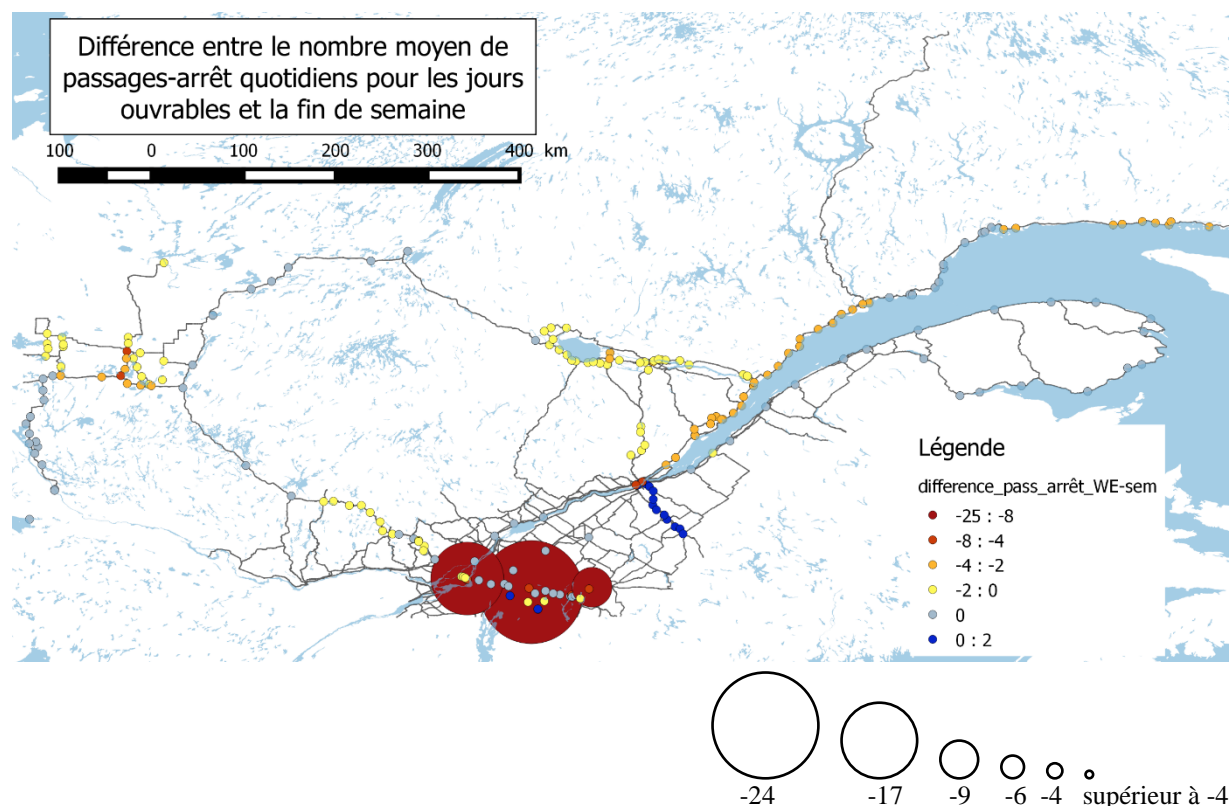 Différence entre le nombre moyen de
passages-arrêt quotidiens pour les jours
ouvrables et la fin de semaine
100 0 100 200 300 400 km
Légende
difference_pass_arrêt_WE-sem
-25 : -8
-8 : -4
-4 : -2
-2 : 0
0
0 : 2
-24 -17 -9 -6 -4 supérieur à -4